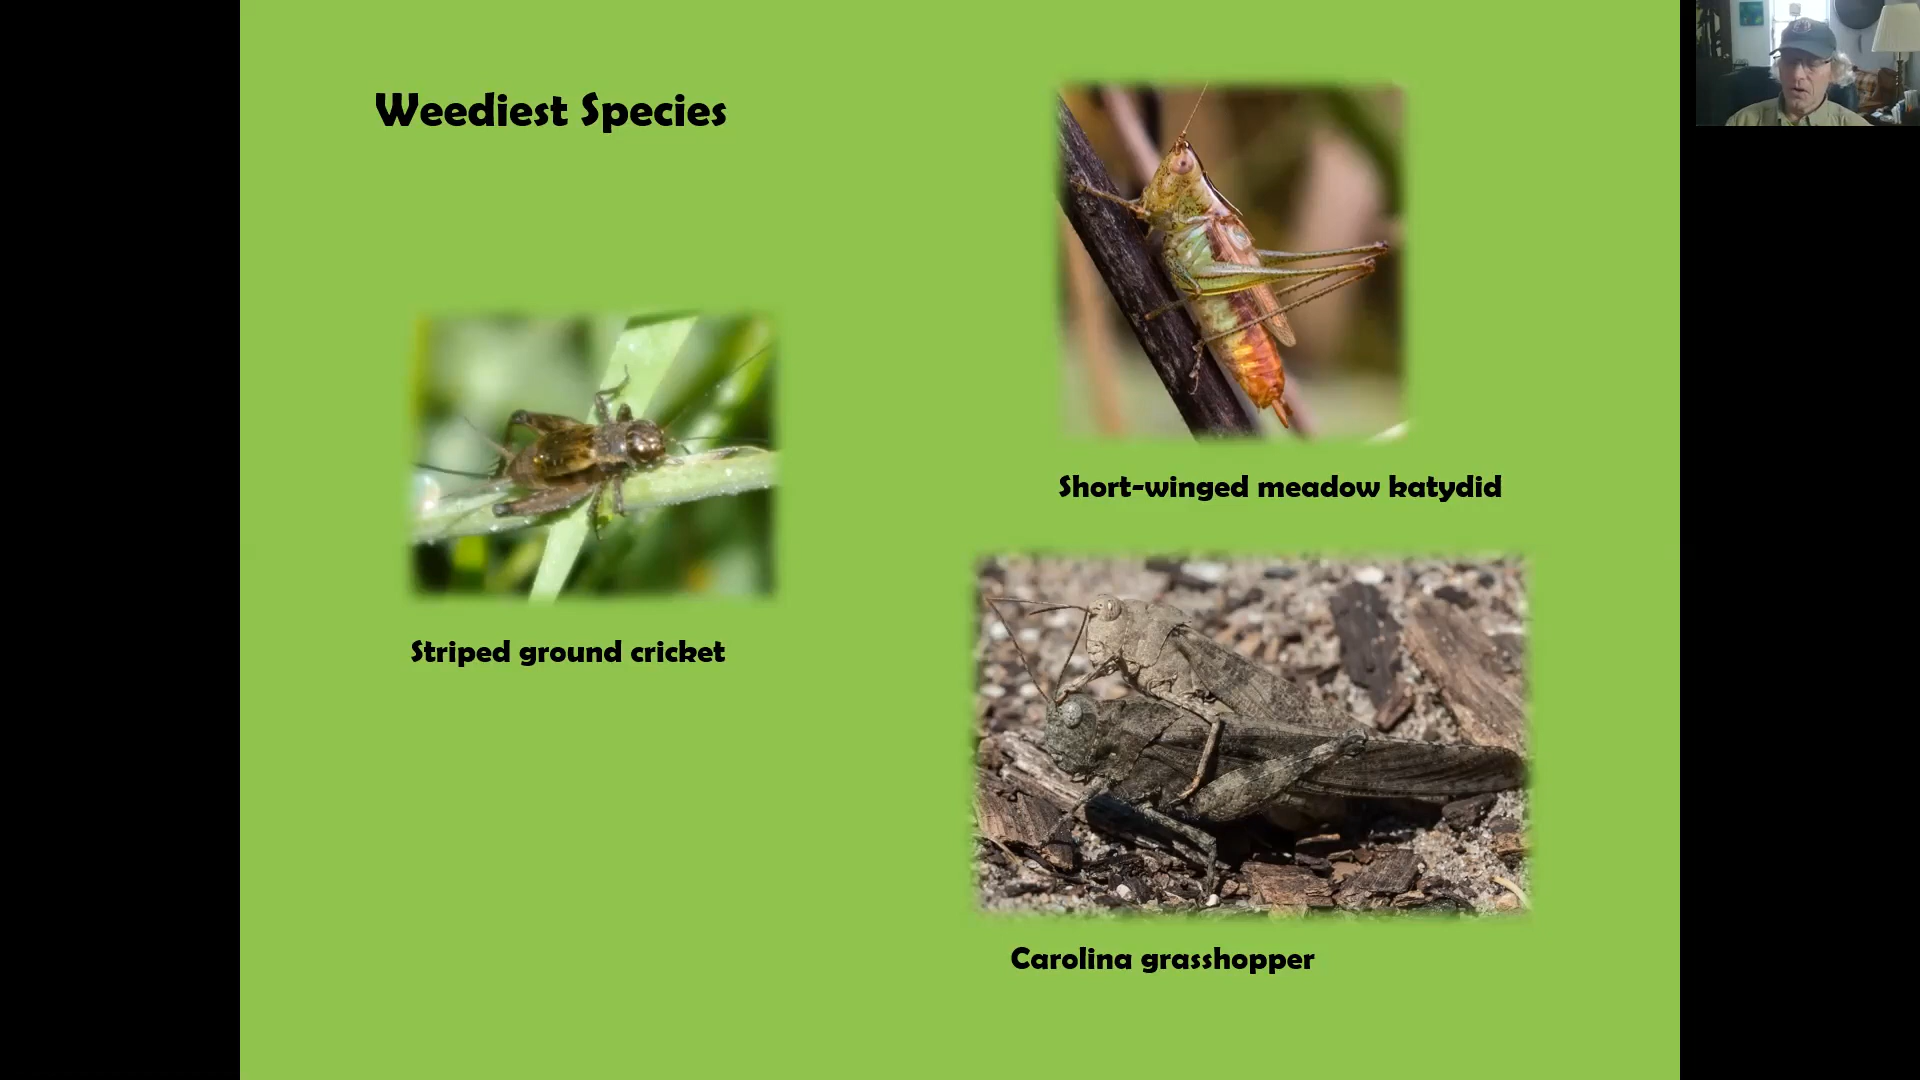 Weediest Species
Short-winged meadow katydid
Striped ground cricket
Carolina grasshopper